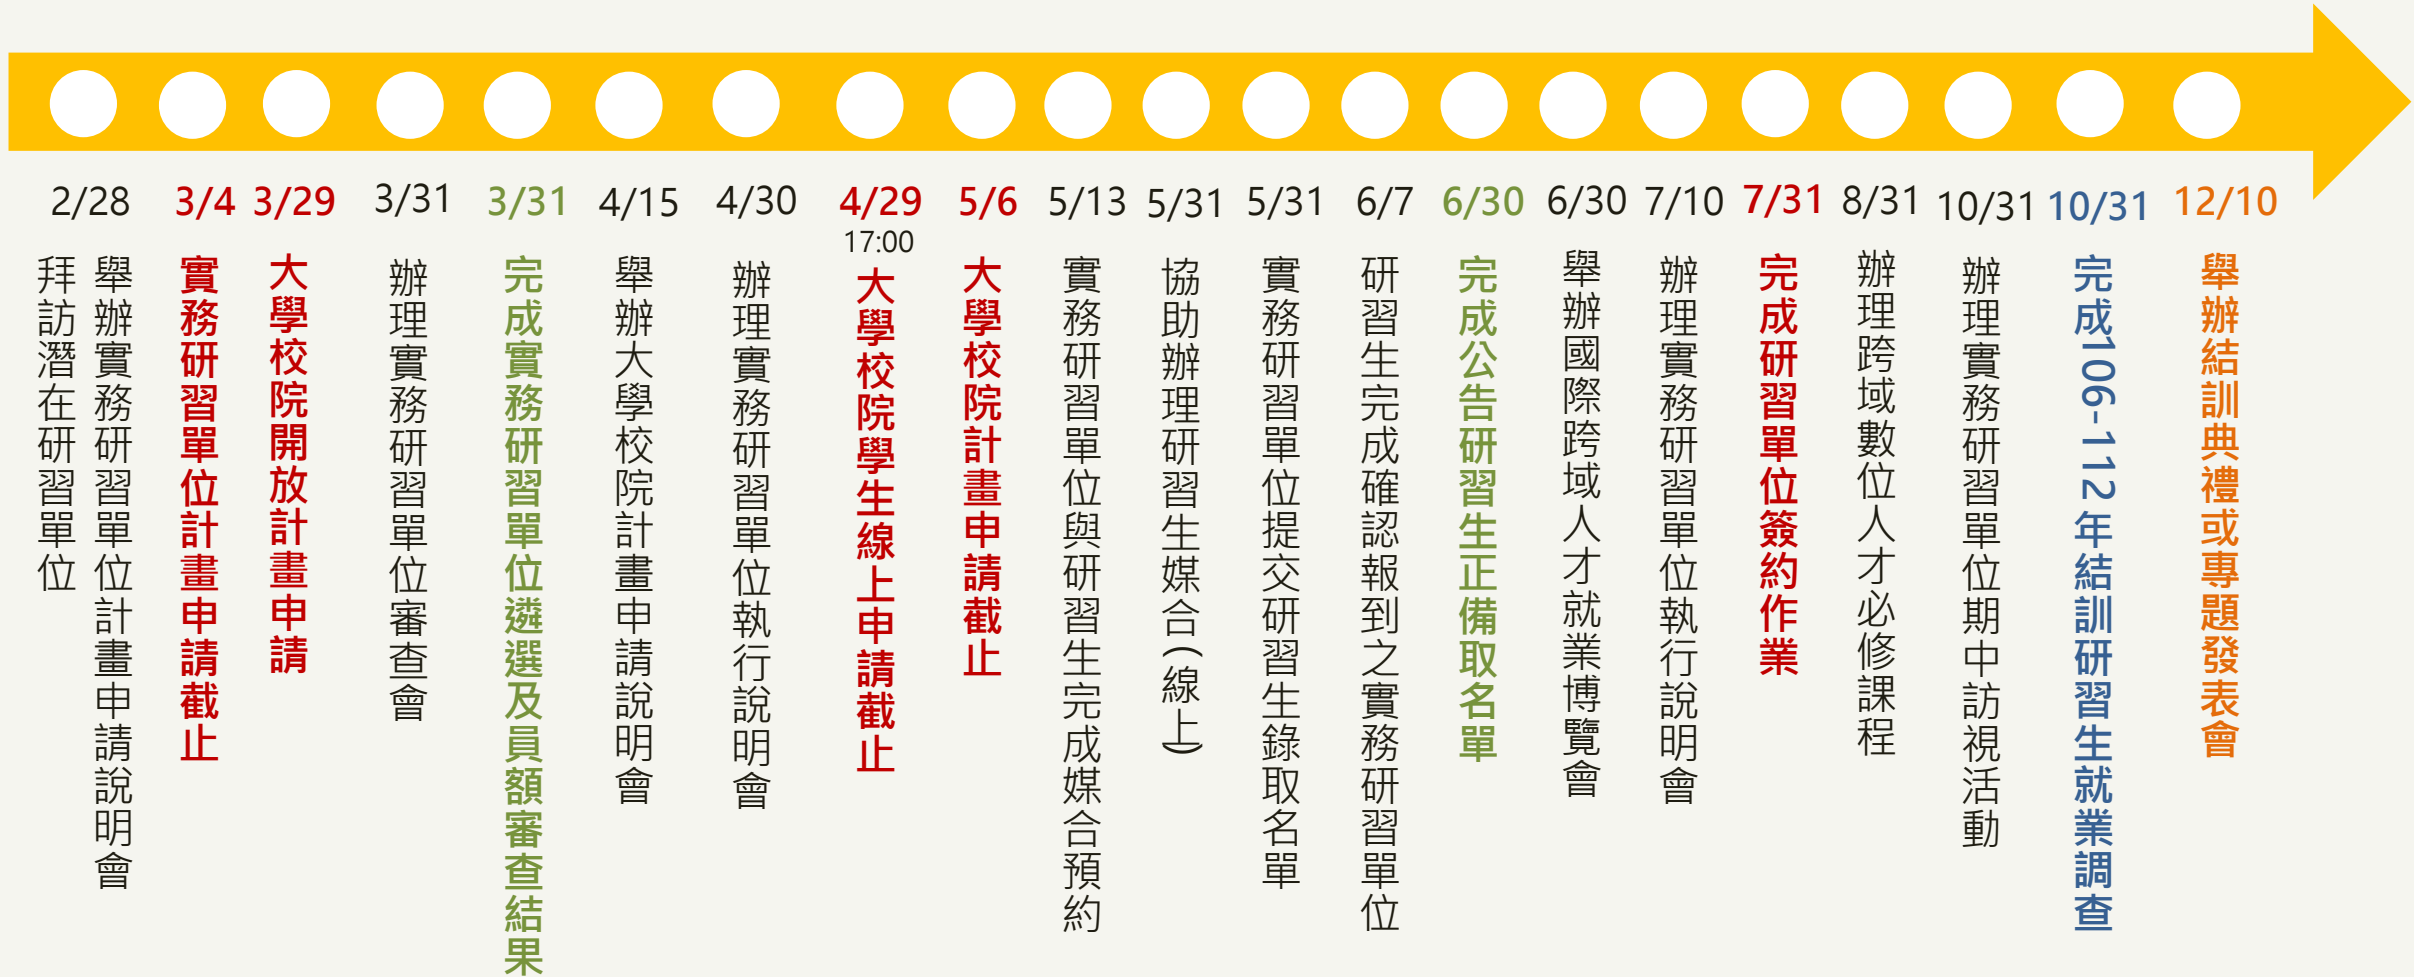 2/28
舉辦實務研習單位計畫申請說明會
拜訪潛在研習單位
3/4
實務研習單位計畫申請截止
3/29
大學校院開放計畫申請
3/31
辦理實務研習單位審查會
3/31
完成實務研習單位遴選及員額審查結果
4/15
舉辦大學校院計畫申請說明會
4/30
辦理實務研習單位執行說明會
4/29
17:00
大學校院學生線上申請截止
5/6
大學校院計畫申請截止
5/13
實務研習單位與研習生完成媒合預約
5/31
協助辦理研習生媒合(線上)
5/31
實務研習單位提交研習生錄取名單
6/7
研習生完成確認報到之實務研習單位
6/30
完成公告研習生正備取名單
6/30
舉辦國際跨域人才就業博覽會
7/10
辦理實務研習單位執行說明會
7/31
完成研習單位簽約作業
8/31
辦理跨域數位人才必修課程
10/31
辦理實務研習單位期中訪視活動
10/31
完成106-112年結訓研習生就業調查
12/10
舉辦結訓典禮或專題發表會